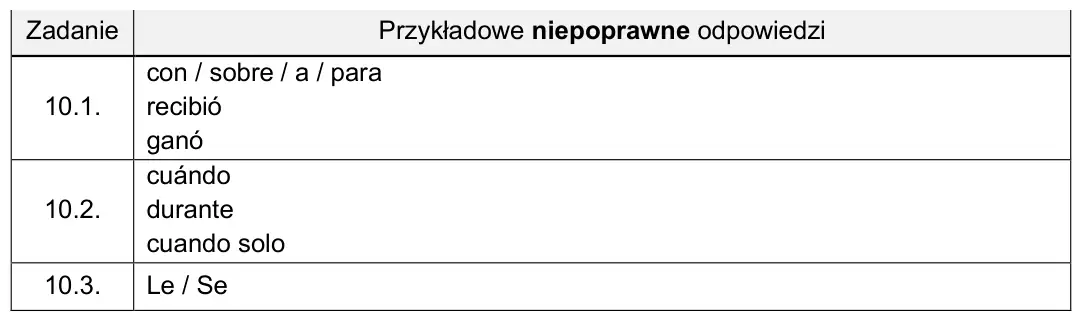 Zadanie Przykładowe niepoprawne odpowiedzi
con / sobre / a / para
10.1. recibió
ganó
cuándo
10.2. durante
cuando solo
10.3. Le / Se